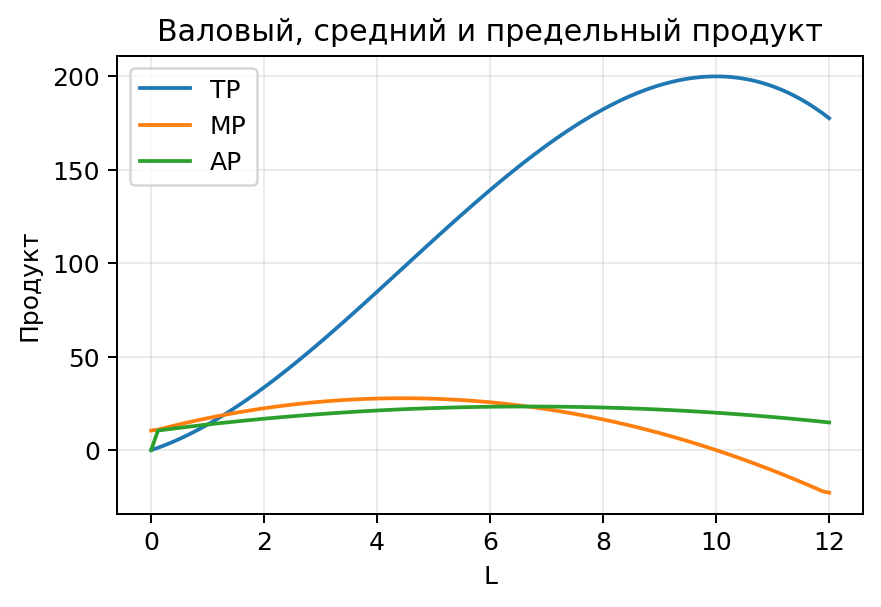 Валовый, средний и предельный продукт
TP
MP
AP
200
150
100
50
0
Продукт
0 2 4 6 8 10 12
L